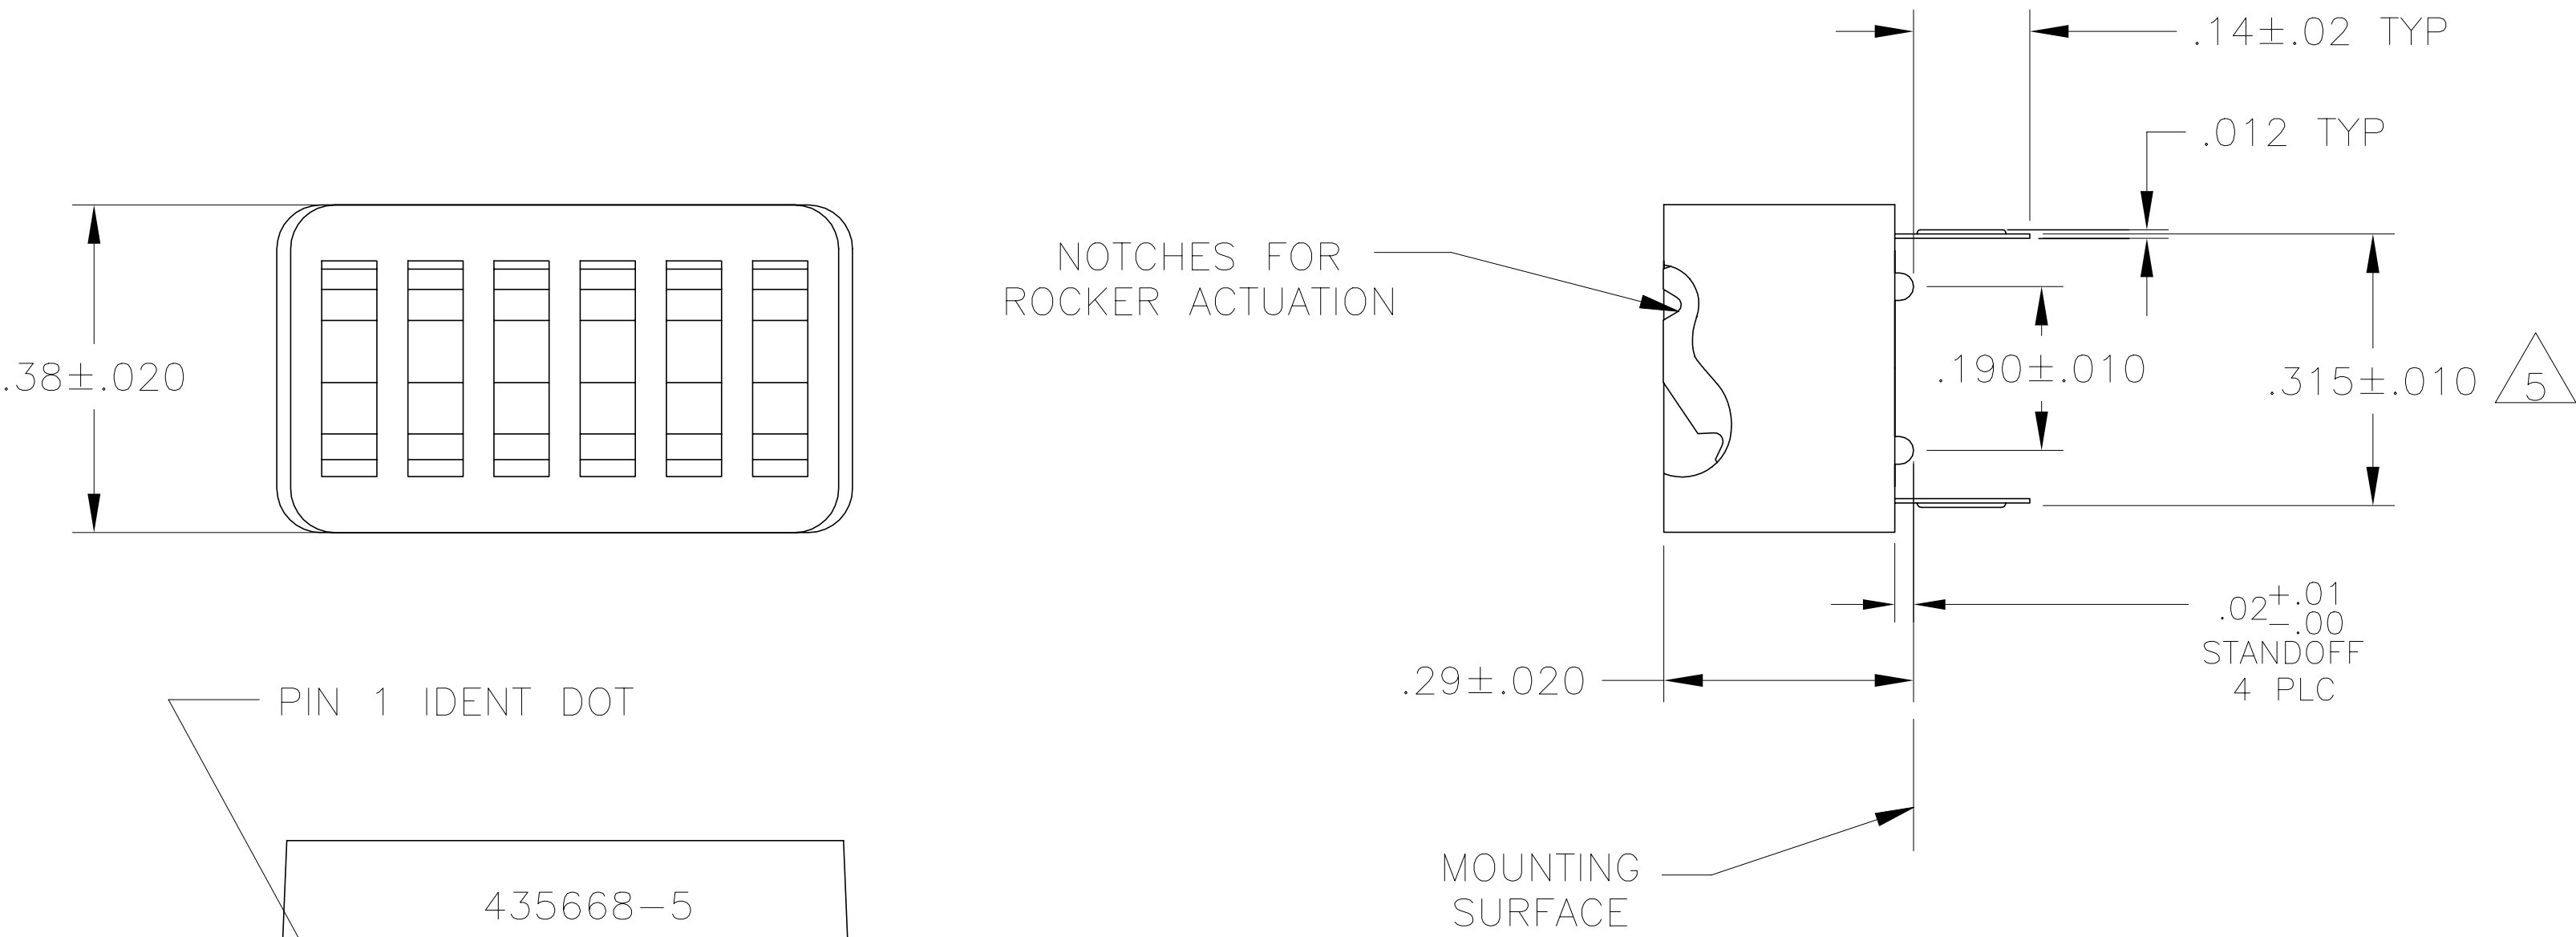 .14±.02 TYP
.012 TYP
NOTCHES FOR
ROCKER ACTUATION
.38±.020
.190±.010
.315±.010
5
.02+.01
-.00
STANDOFF
4 PLC
.29±.020
PIN 1 IDENT DOT
MOUNTING
SURFACE
435668-5